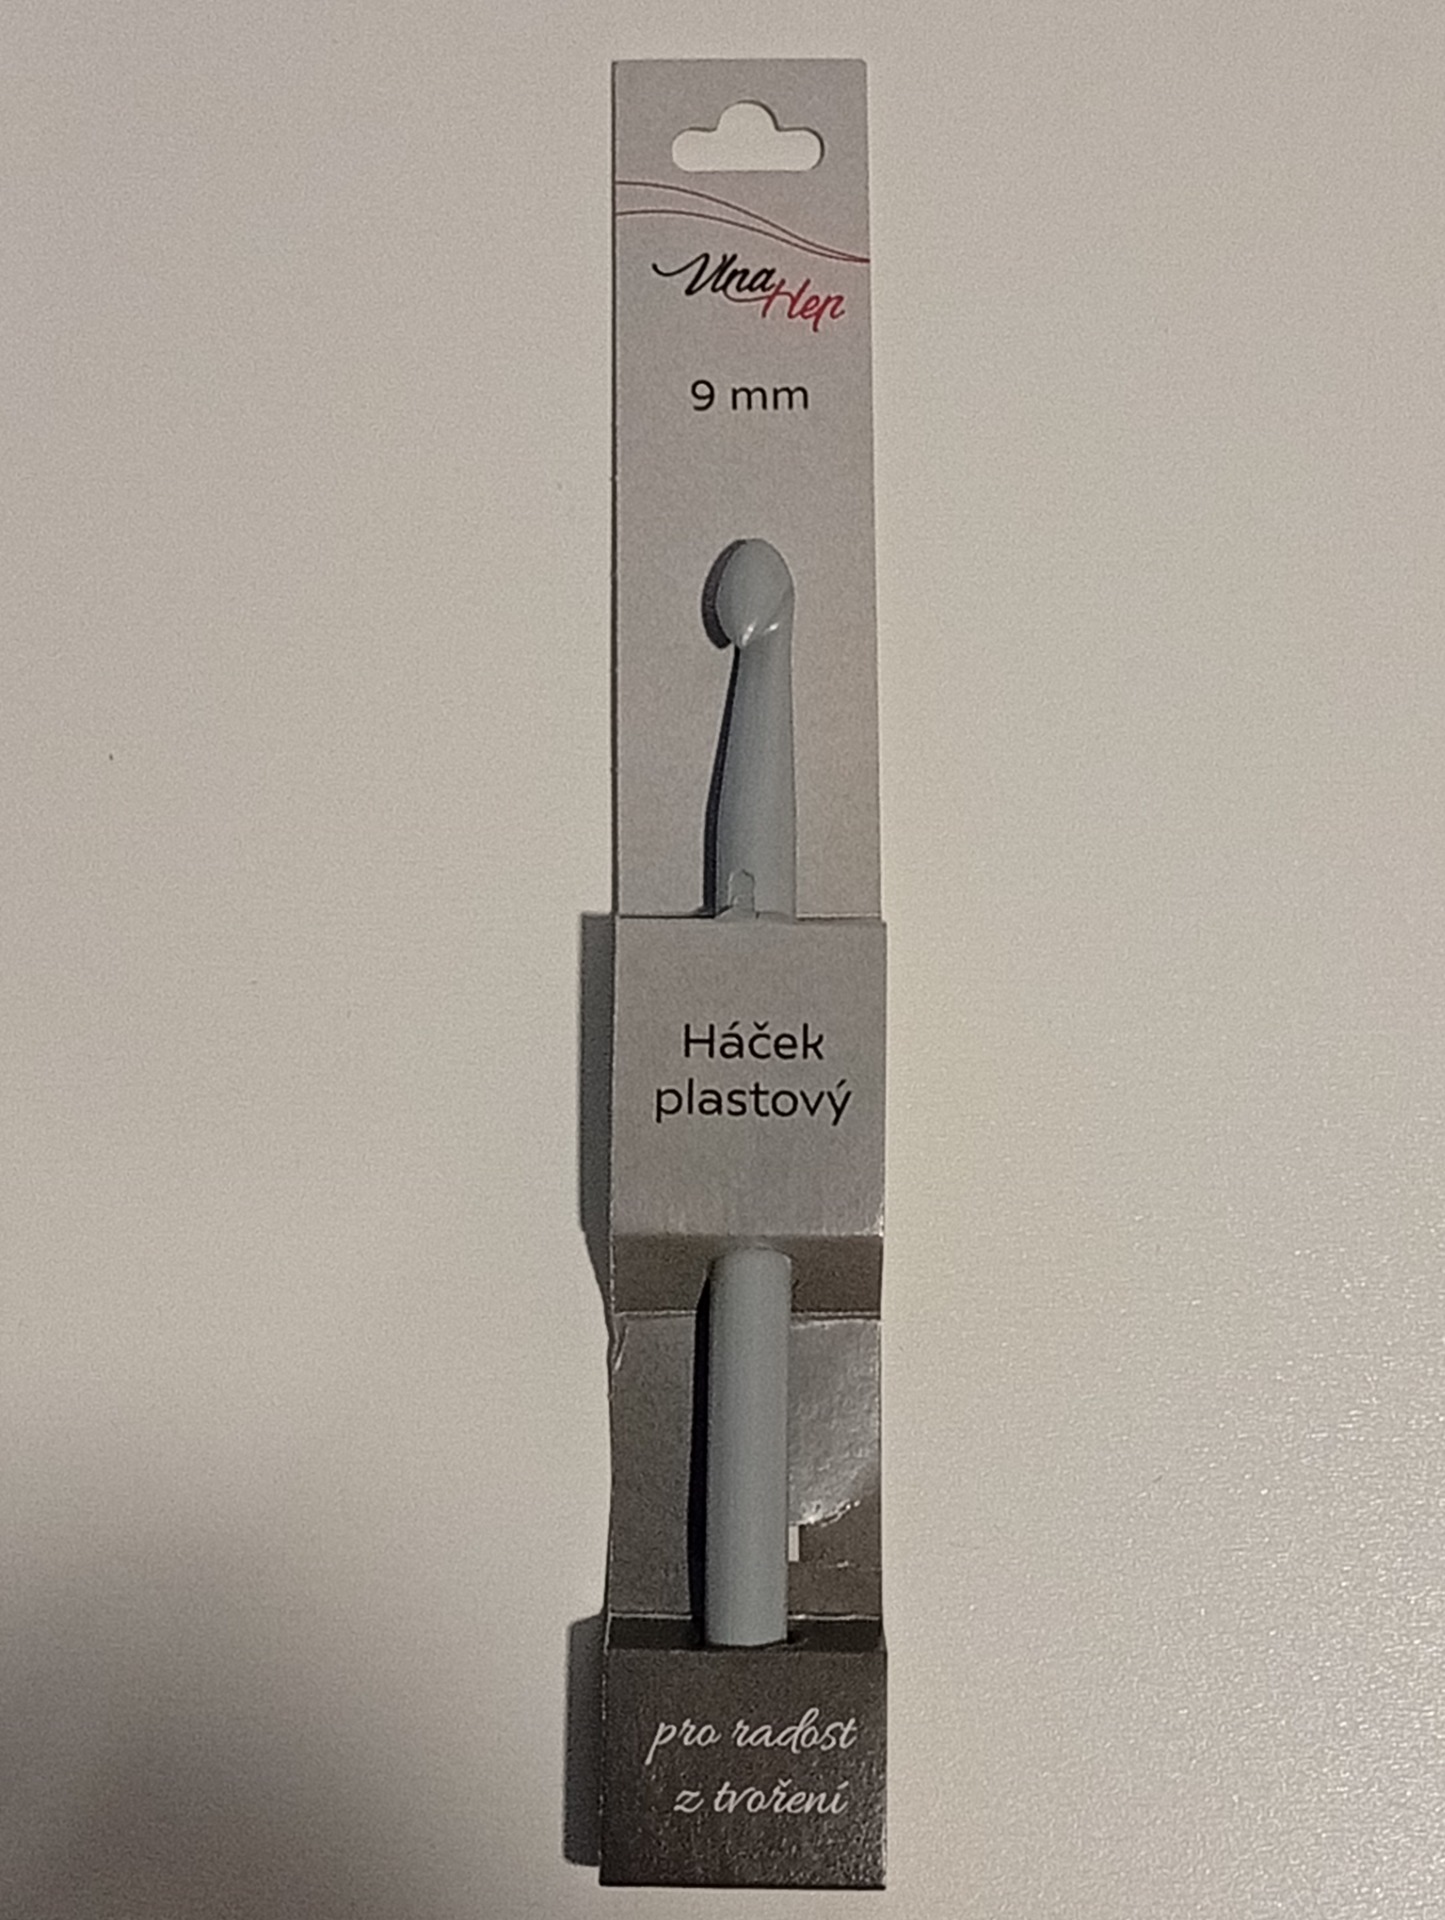 Vlna
Hep
9 mm
Háček
plastový
pro radost
z tvoření